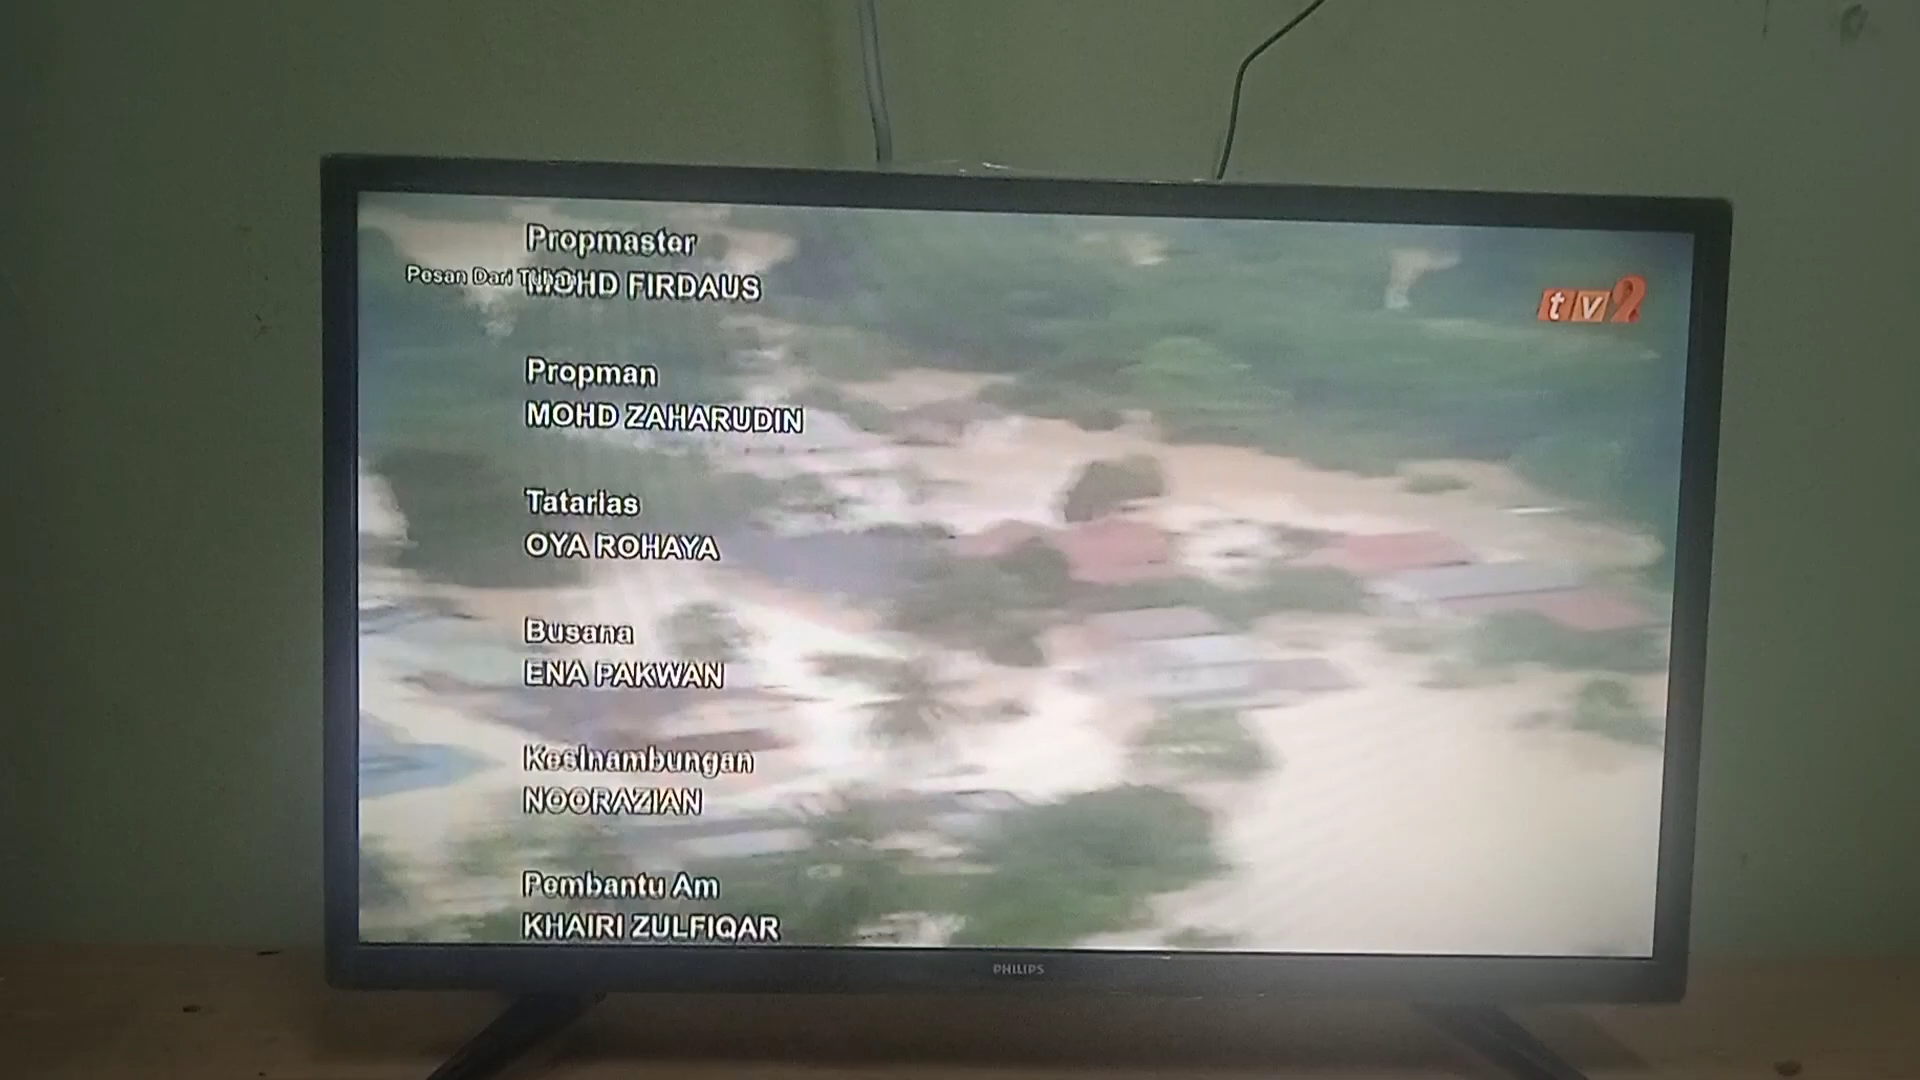 Propmaster
MOHD FIRDAUS
Pesan Dari
tv2
Propman
MOHD ZAHARUDIN
Tatarias
OYA ROHAYA
Busana
ENA PAKWAN
Kesinambungan
NOORAZIAN
Pembantu Am
KHAIRI ZULFIQAR
PHILIPS